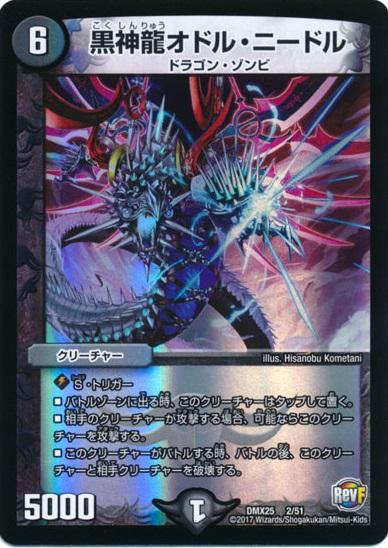 6
こくしんりゅう
黒神龍オドル・ニードル
ドラゴン・ゾンビ
クリーチャー
illus. Hisanobu Kometani
S・トリガー
■バトルゾーンに出る時、このクリーチャーはタップして置く。
■相手のクリーチャーが攻撃する場合、可能ならこのクリー
チャーを攻撃する。
■このクリーチャーがバトルする時、バトルの後、このクリー
チャーと相手クリーチャーを破壊する。
5000
1
DMX25 2/51
©2017 Wizards/Shogakukan/Mitsui-Kids
RevF